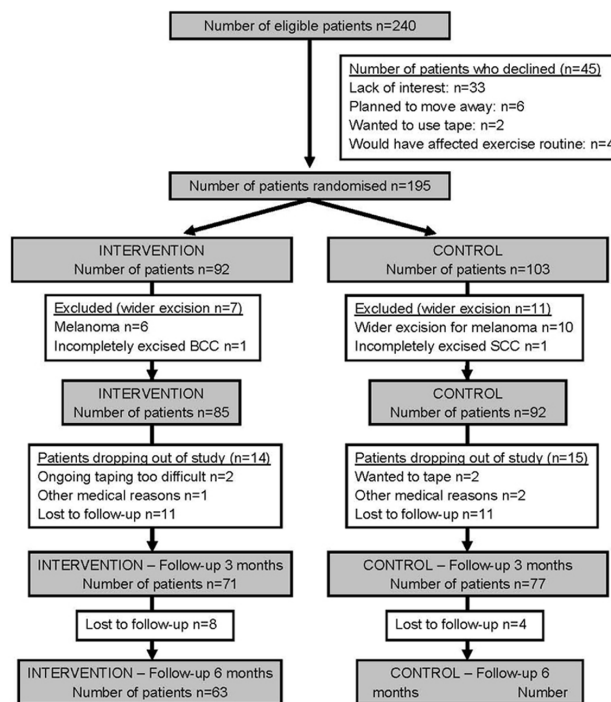 Number of eligible patients n=240
Number of patients who declined (n=45)
Lack of interest: n=33
Planned to move away: n=6
Wanted to use tape: n=2
Would have affected exercise routine: n=4
Number of patients randomised n=195
INTERVENTION
Number of patients n=92
CONTROL
Number of patients n=103
Excluded (wider excision n=7)
Melanoma n=6
Incompletely excised BCC n=1
Excluded (wider excision n=11)
Wider excision for melanoma n=10
Incompletely excised SCC n=1
INTERVENTION
Number of patients n=85
CONTROL
Number of patients n=92
Patients dropping out of study (n=14)
Ongoing taping too difficult n=2
Other medical reasons n=1
Lost to follow-up n=11
Patients dropping out of study (n=15)
Wanted to tape n=2
Other medical reasons n=2
Lost to follow-up n=11
INTERVENTION – Follow-up 3 months
Number of patients n=71
CONTROL – Follow-up 3 months
Number of patients n=77
Lost to follow-up n=8
Lost to follow-up n=4
INTERVENTION – Follow-up 6 months
Number of patients n=63
CONTROL – Follow-up 6
months Number